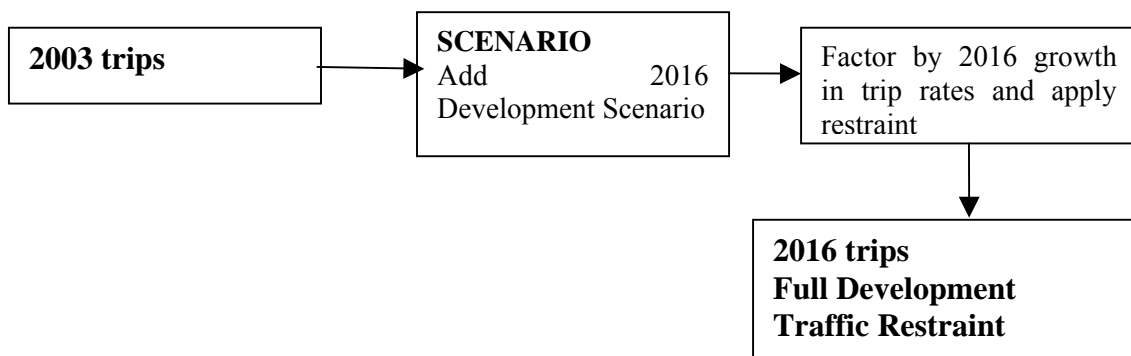 2003 trips
SCENARIO
Add 2016
Development Scenario
Factor by 2016 growth
in trip rates and apply
restraint
2016 trips
Full Development
Traffic Restraint